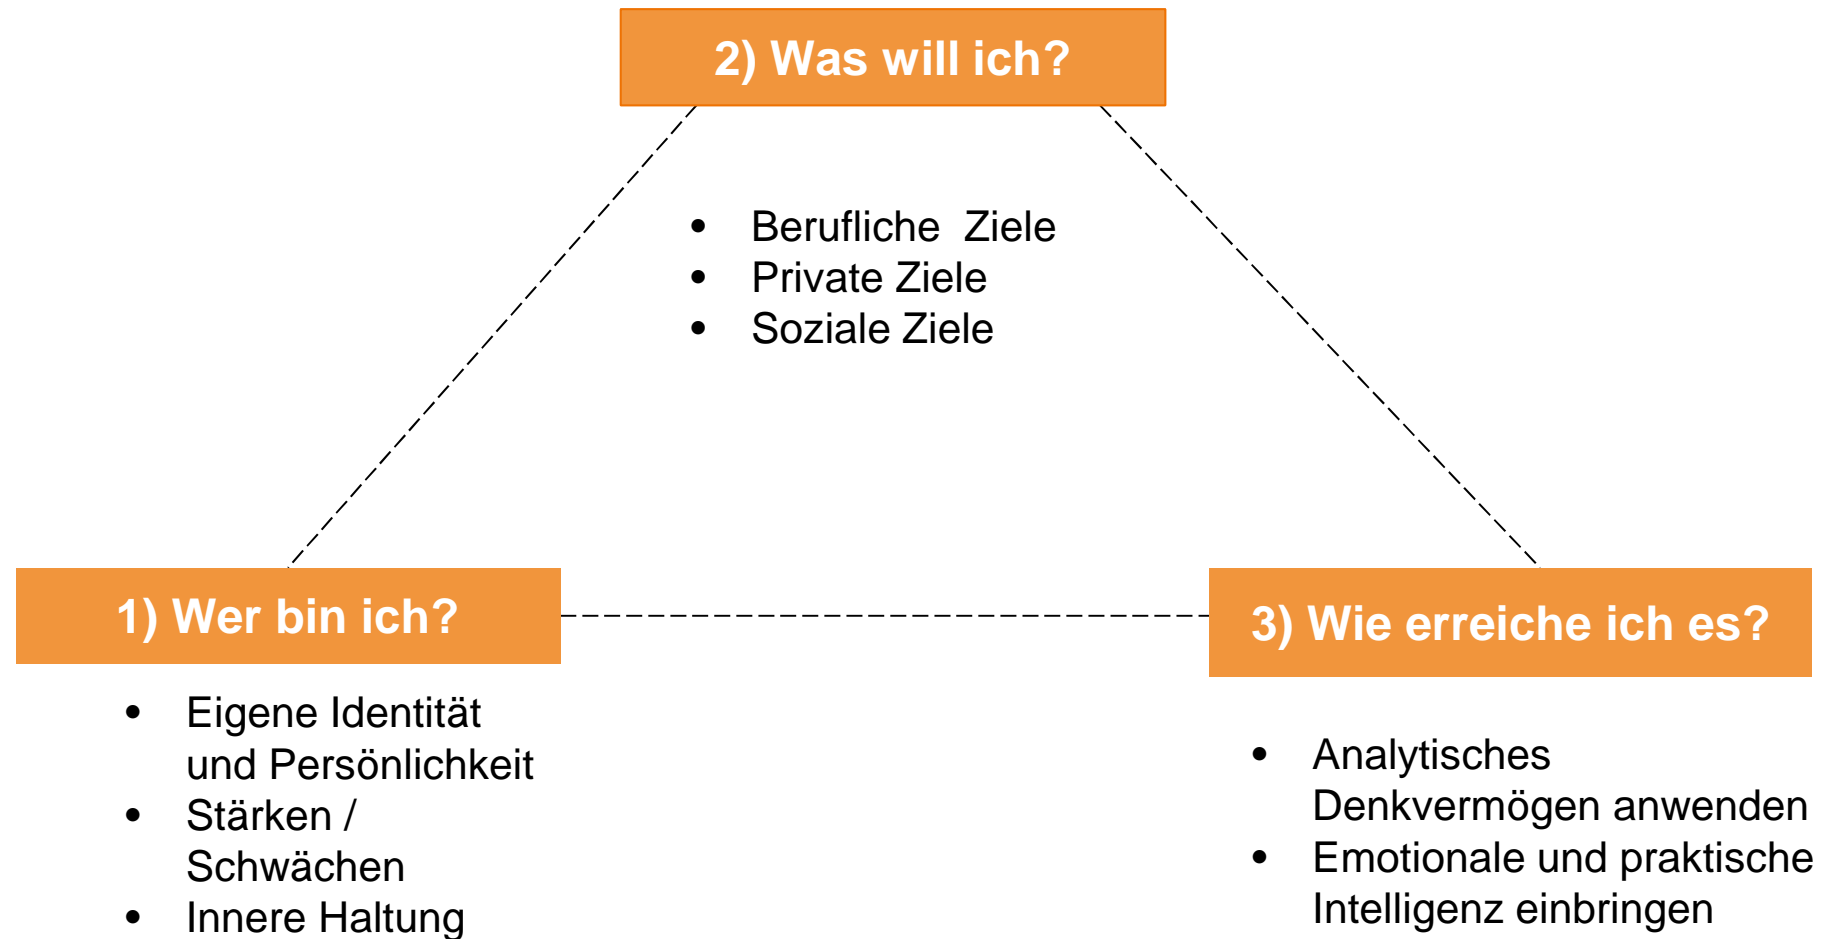 2) Was will ich?
• Berufliche  Ziele
• Private Ziele
• Soziale Ziele
1) Wer bin ich?
• Eigene Identität
und Persönlichkeit
• Stärken /
Schwächen
• Innere Haltung
3) Wie erreiche ich es?
• Analytisches
Denkvermögen anwenden
• Emotionale und praktische
Intelligenz einbringen